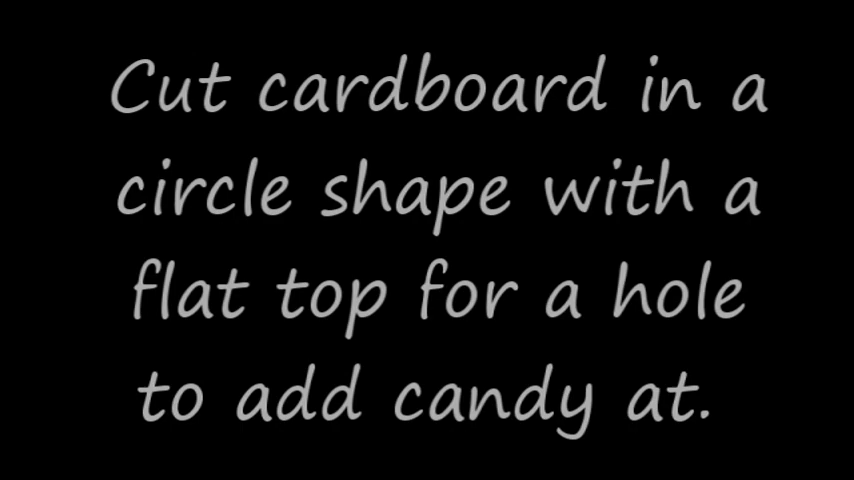 Cut cardboard in a
circle shape with a
flat top for a hole
to add candy at.